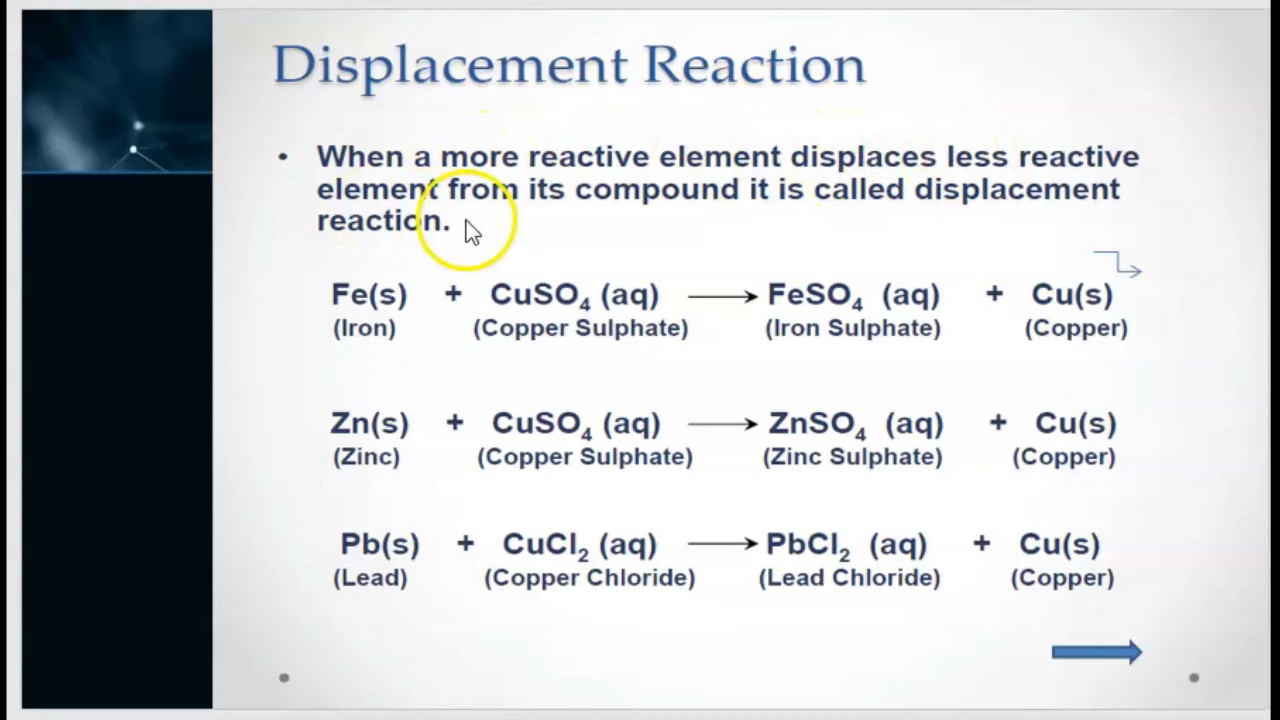 Displacement Reaction
• When a more reactive element displaces less reactive
element from its compound it is called displacement
reaction.
Fe(s) + CuSO₄ (aq) ⟶ FeSO₄ (aq) + Cu(s)
(Iron) (Copper Sulphate) (Iron Sulphate) (Copper)
Zn(s) + CuSO₄ (aq) ⟶ ZnSO₄ (aq) + Cu(s)
(Zinc) (Copper Sulphate) (Zinc Sulphate) (Copper)
Pb(s) + CuCl₂ (aq) ⟶ PbCl₂ (aq) + Cu(s)
(Lead) (Copper Chloride) (Lead Chloride) (Copper)